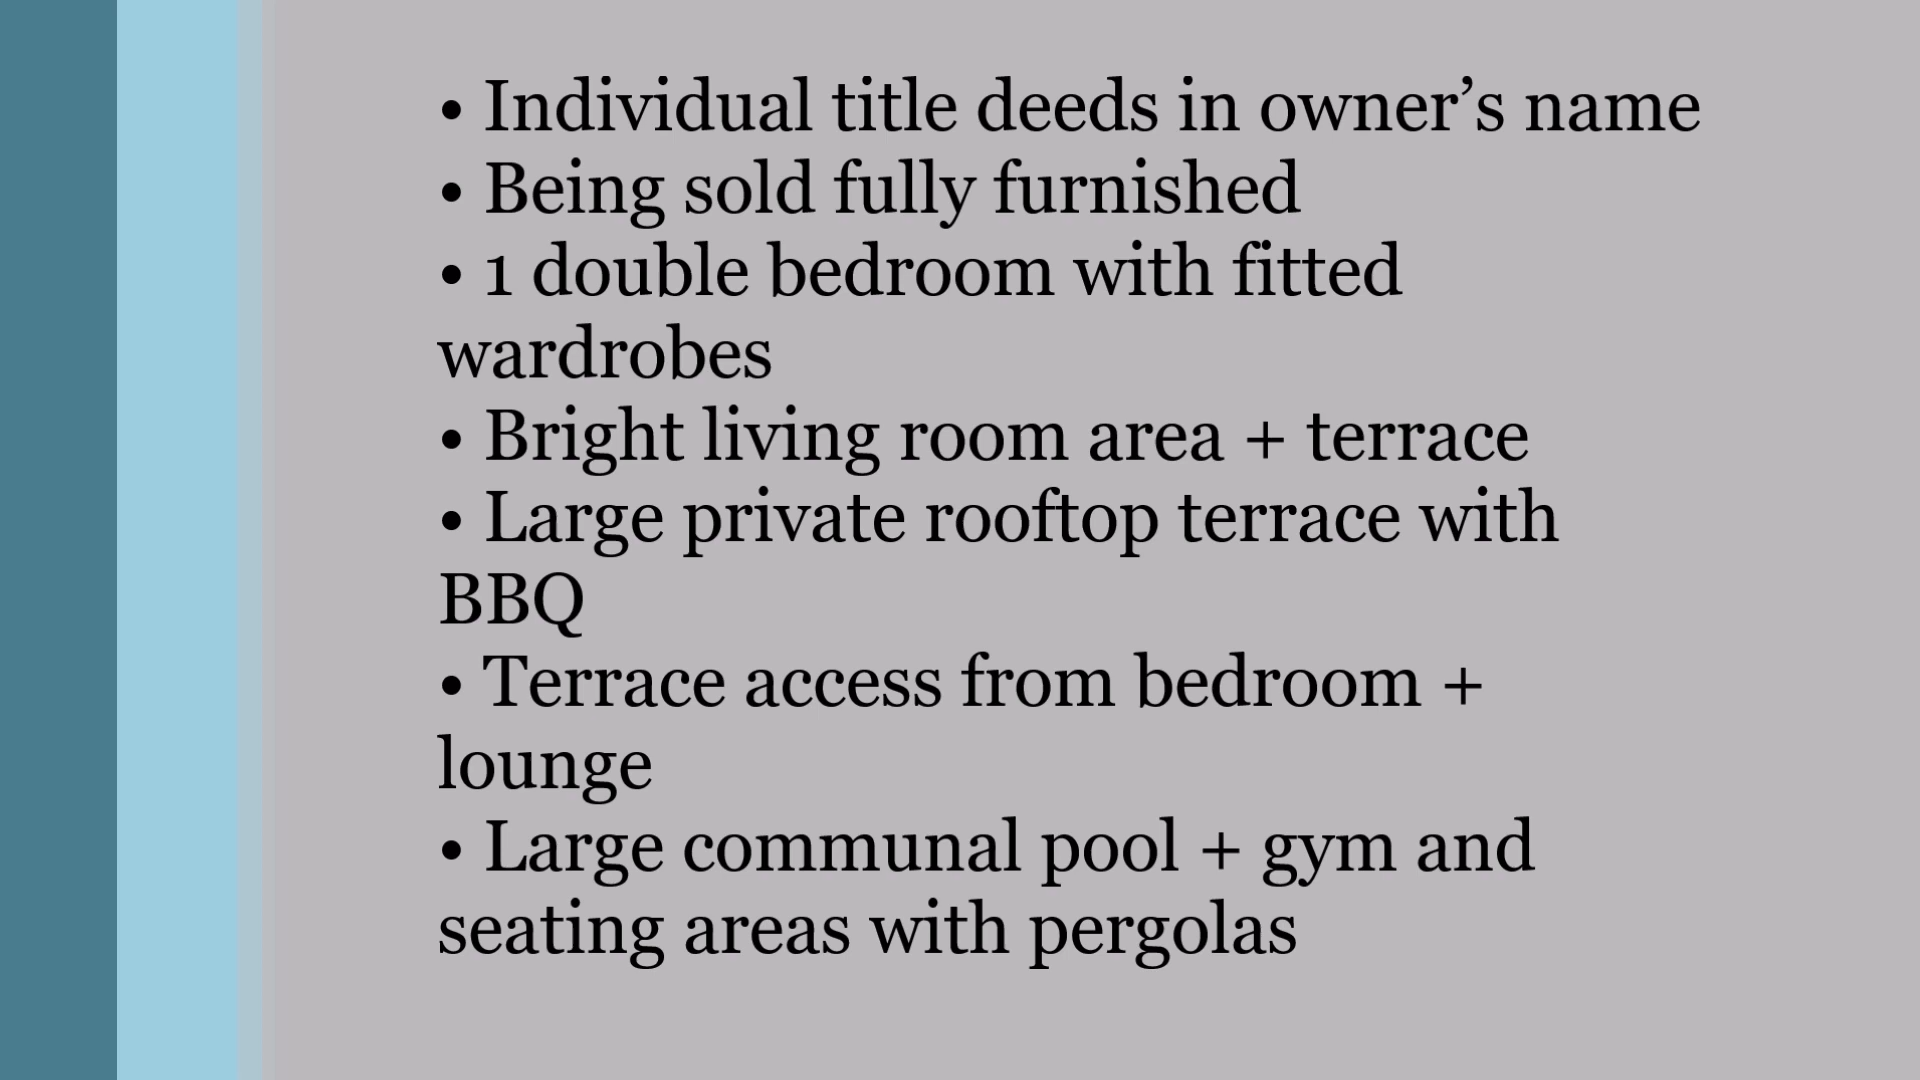 • Individual title deeds in owner’s name
• Being sold fully furnished
• 1 double bedroom with fitted
wardrobes
• Bright living room area + terrace
• Large private rooftop terrace with
BBQ
• Terrace access from bedroom +
lounge
• Large communal pool + gym and
seating areas with pergolas